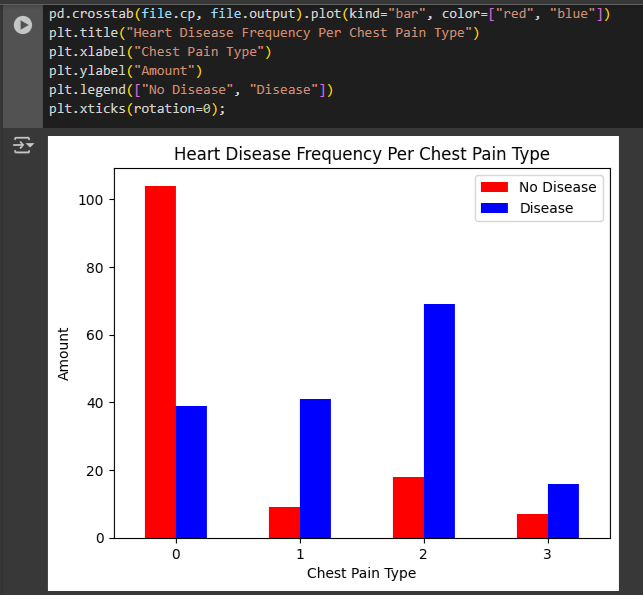 pd.crosstab(file.cp, file.output).plot(kind="bar", color=["red", "blue"])
plt.title("Heart Disease Frequency Per Chest Pain Type")
plt.xlabel("Chest Pain Type")
plt.ylabel("Amount")
plt.legend(["No Disease", "Disease"])
plt.xticks(rotation=0);
Heart Disease Frequency Per Chest Pain Type
No Disease
Disease
100
80
60
40
20
0
Amount
0 1 2 3
Chest Pain Type